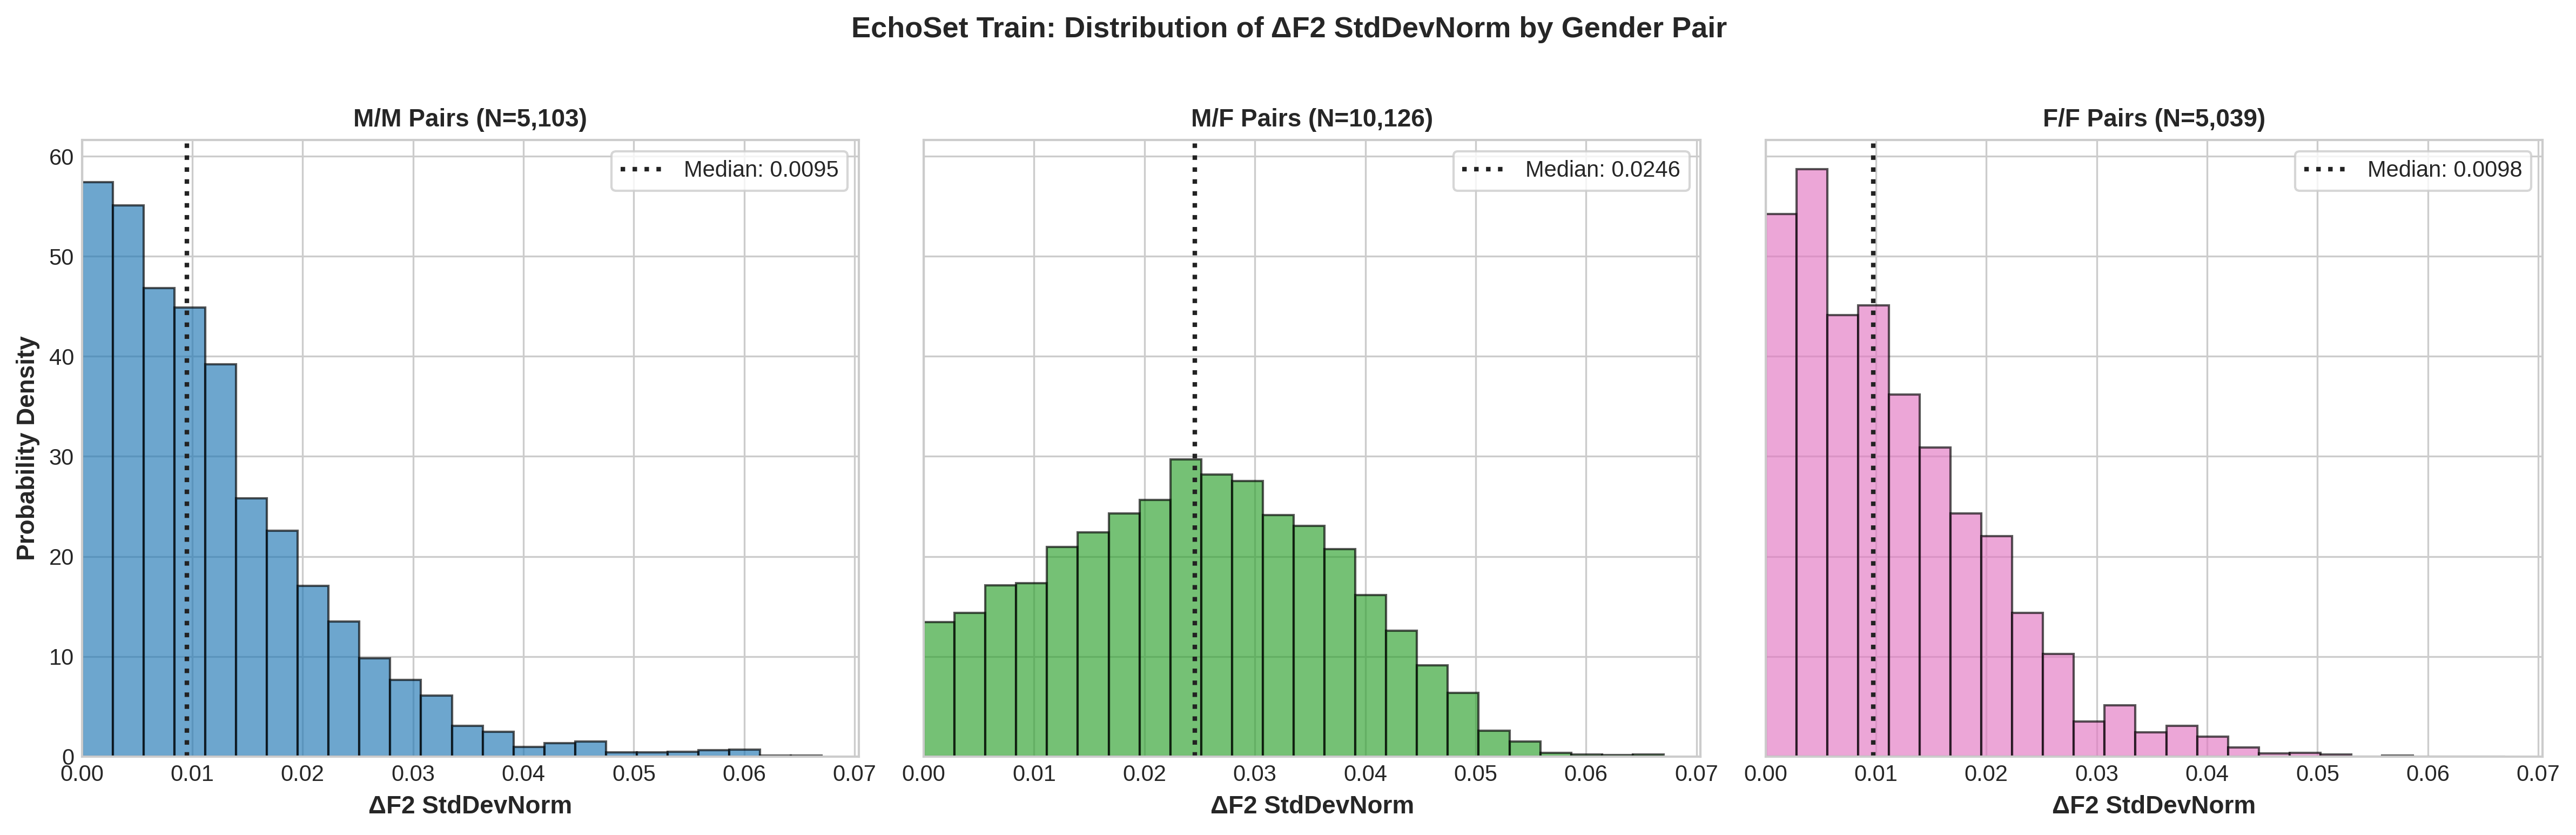 EchoSet Train: Distribution of ΔF2 StdDevNorm by Gender Pair
M/M Pairs (N=5,103)
Median: 0.0095
Probability Density
60
50
40
30
20
10
0
0.00 0.01 0.02 0.03 0.04 0.05 0.06 0.07
ΔF2 StdDevNorm
M/F Pairs (N=10,126)
Median: 0.0246
0.00 0.01 0.02 0.03 0.04 0.05 0.06 0.07
ΔF2 StdDevNorm
F/F Pairs (N=5,039)
Median: 0.0098
0.00 0.01 0.02 0.03 0.04 0.05 0.06 0.07
ΔF2 StdDevNorm